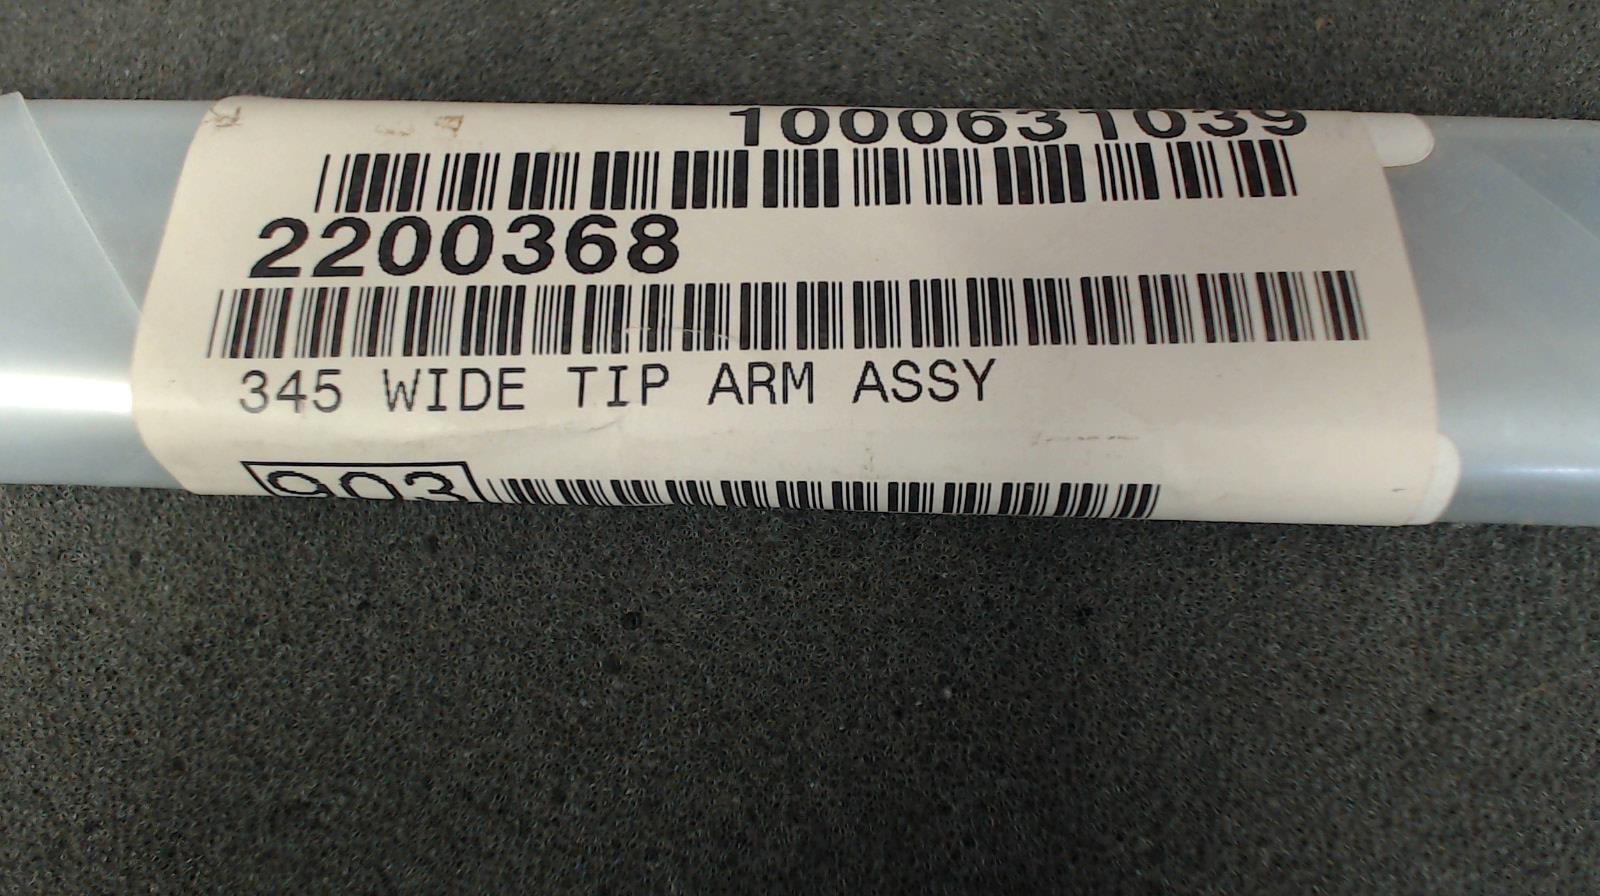 1000631039
2200368
345 WIDE TIP ARM ASSY
903